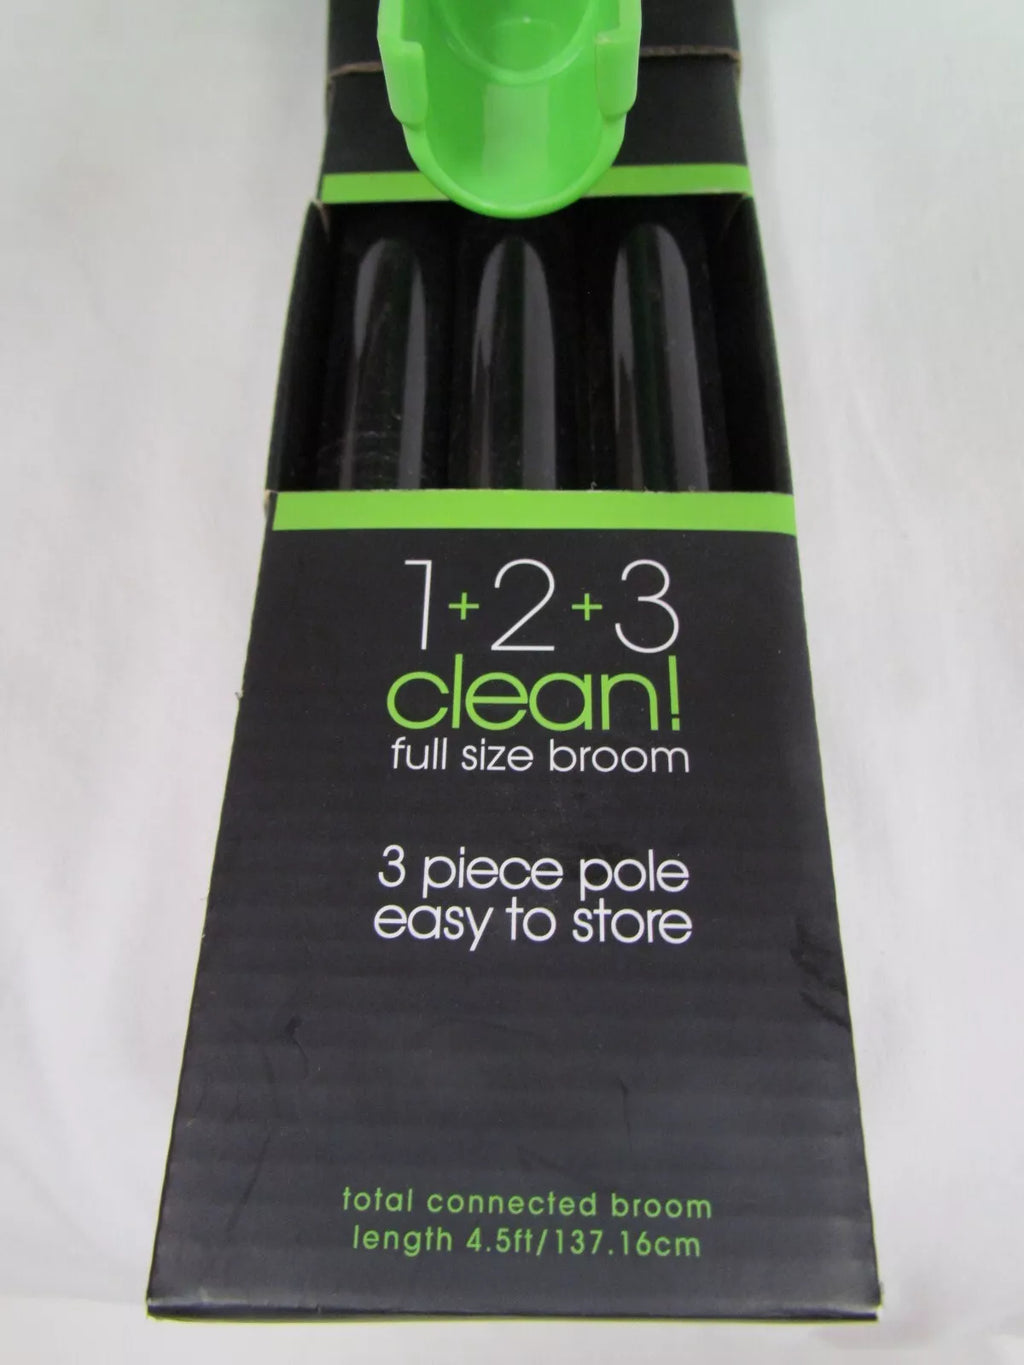 1+2+3
clean!
full size broom
3 piece pole
easy to store
total connected broom
length 4.5ft/137.16cm